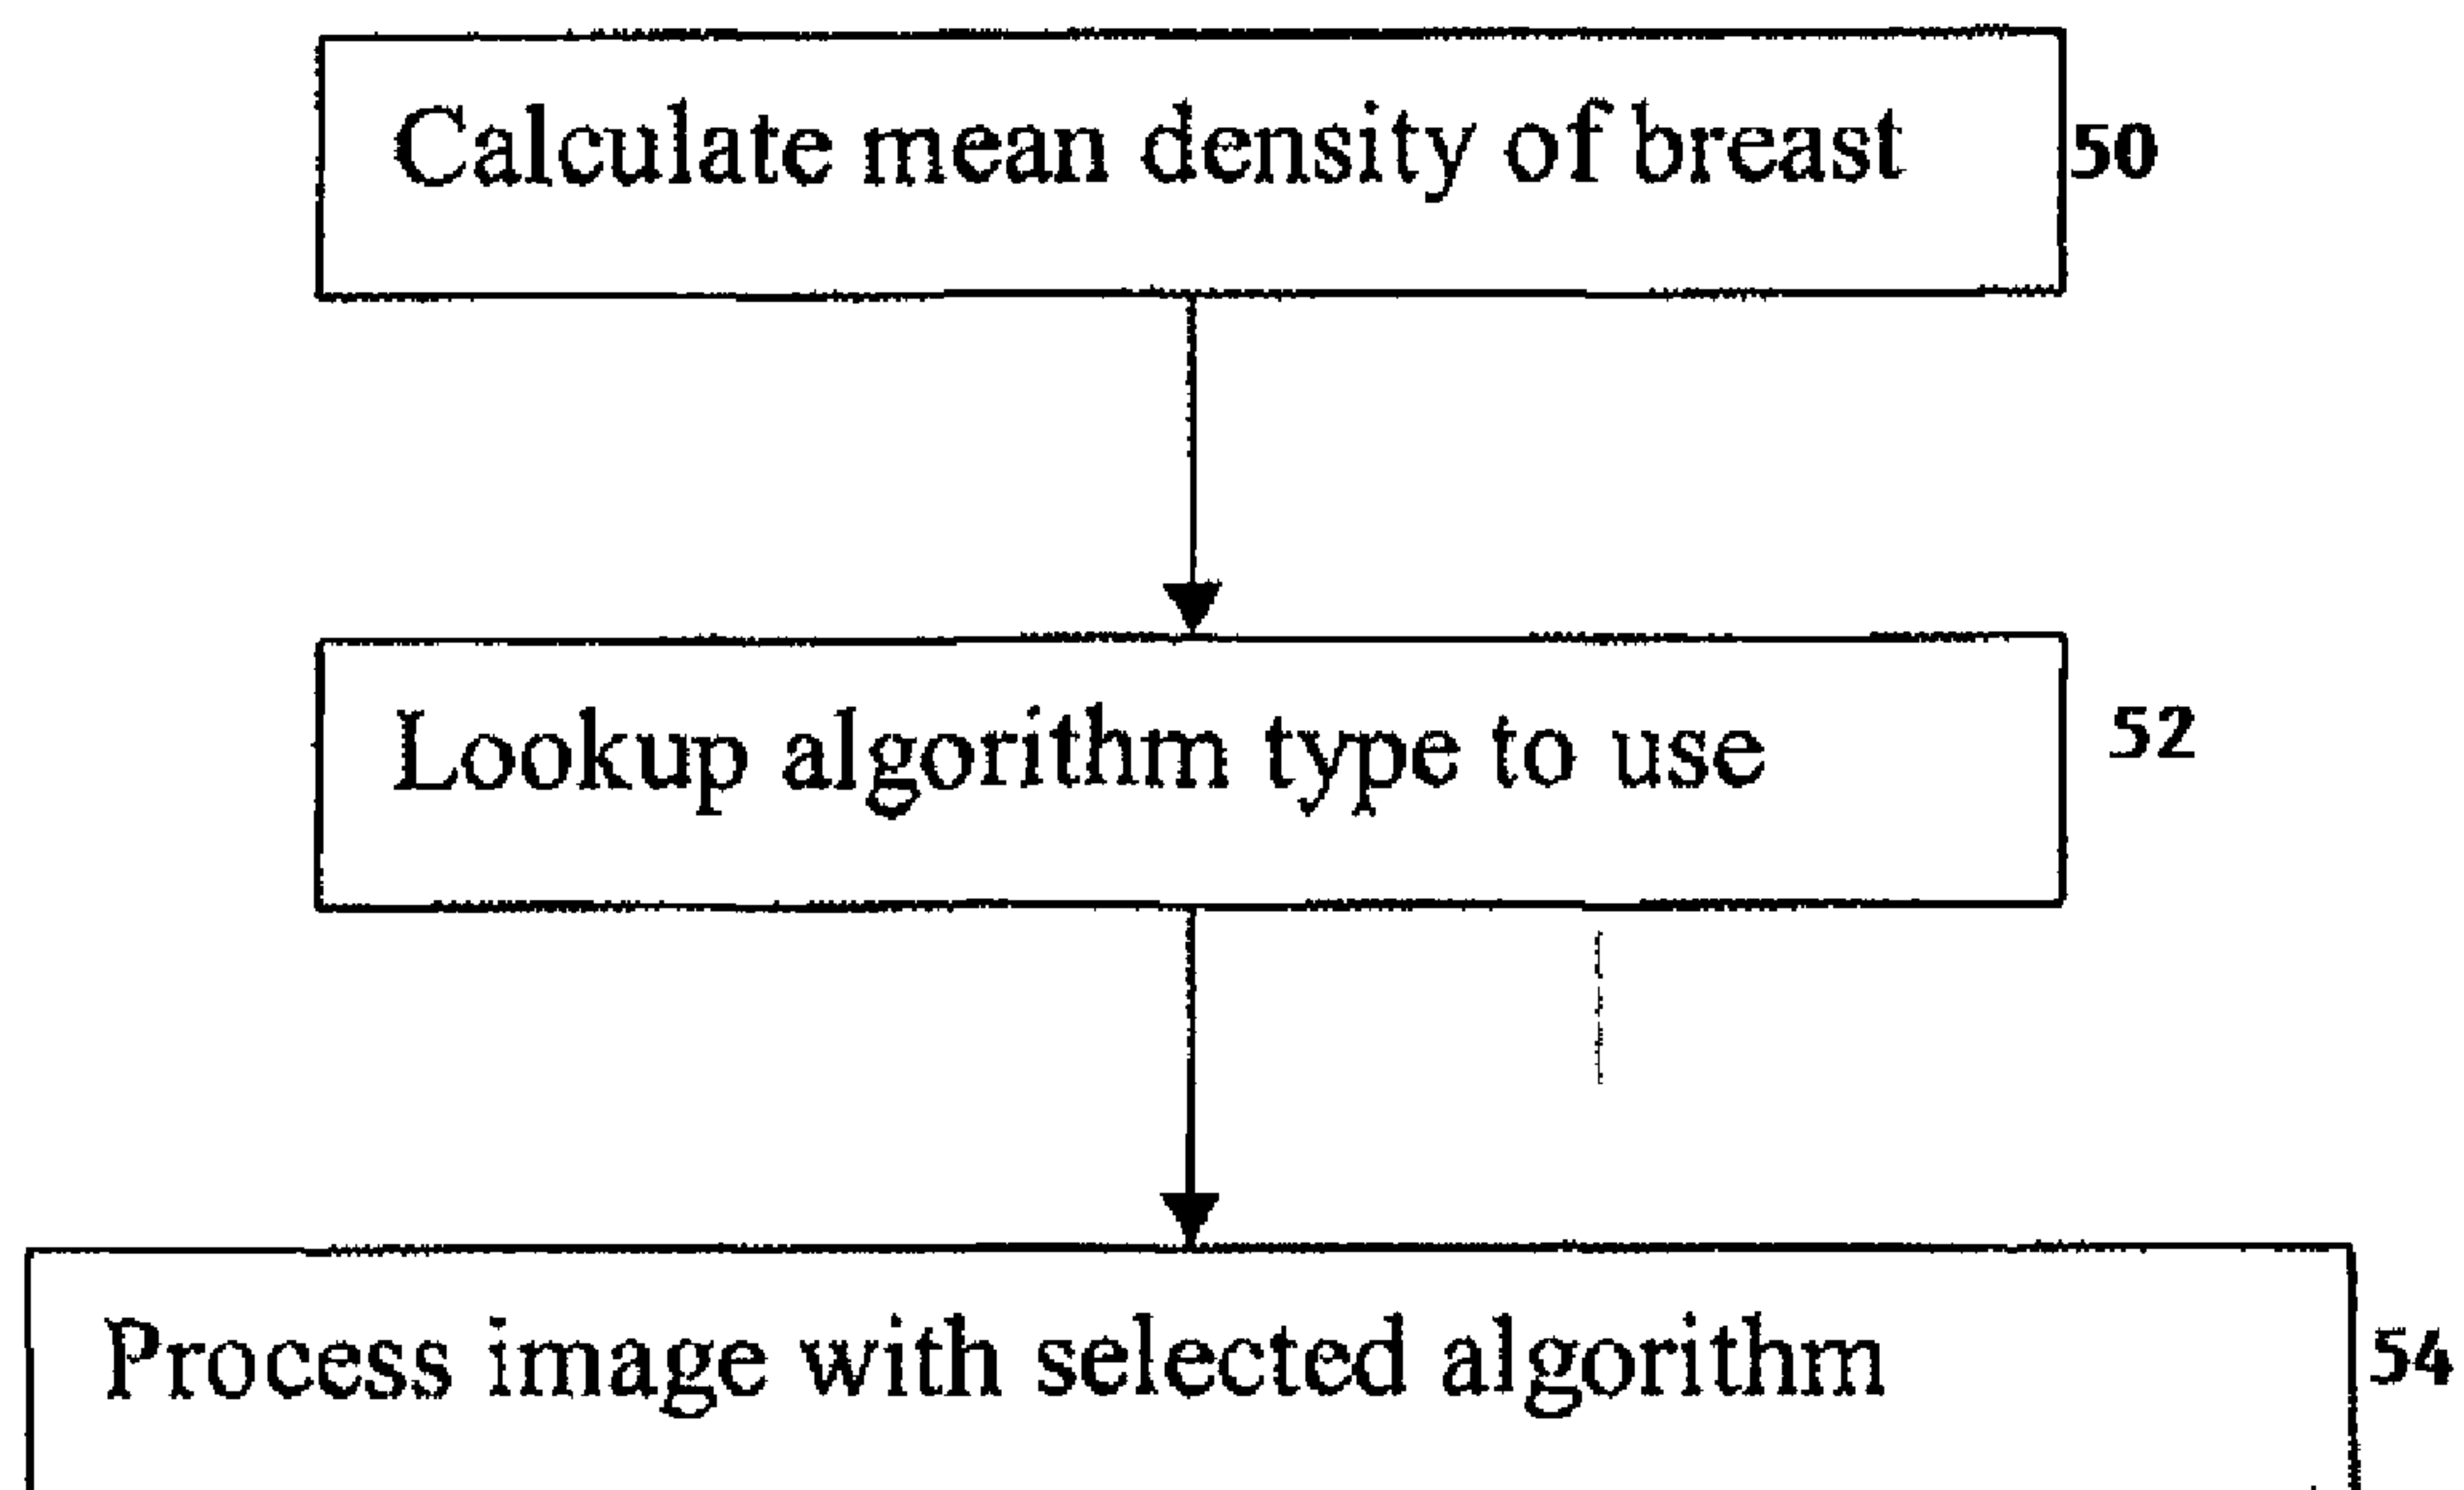 Calculate mean density of breast 50
Lookup algorithm type to use 52
Process image with selected algorithm 54